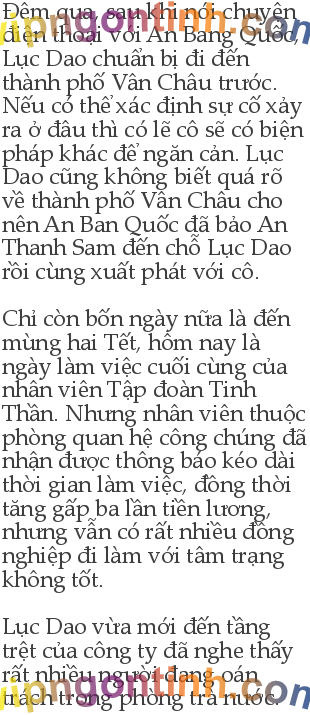 Đêm qua, sau khi nói chuyện
điện thoại với An Bang Quốc,
Lục Dao chuẩn bị đi đến
thành phố Vân Châu trước.
Nếu có thể xác định sự cố xảy
ra ở đâu thì có lẽ cô sẽ có biện
pháp khác để ngăn cản. Lục
Dao cũng không biết quá rõ
về thành phố Vân Châu cho
nên An Ban Quốc đã bảo An
Thanh Sam đến chỗ Lục Dao
rồi cùng xuất phát với cô.
Chỉ còn bốn ngày nữa là đến
mùng hai Tết, hôm nay là
ngày làm việc cuối cùng của
nhân viên Tập đoàn Tinh
Thần. Nhưng nhân viên thuộc
phòng quan hệ công chúng đã
nhận được thông báo kéo dài
thời gian làm việc, đồng thời
tăng gấp ba lần tiền lương,
nhưng vẫn có rất nhiều đồng
nghiệp đi làm với tâm trạng
không tốt.
Lục Dao vừa mới đến tầng
trệt của công ty đã nghe thấy
rất nhiều người đang oán
trách trong phòng trà nước.
vipngontinh.com
vipngontinh.com